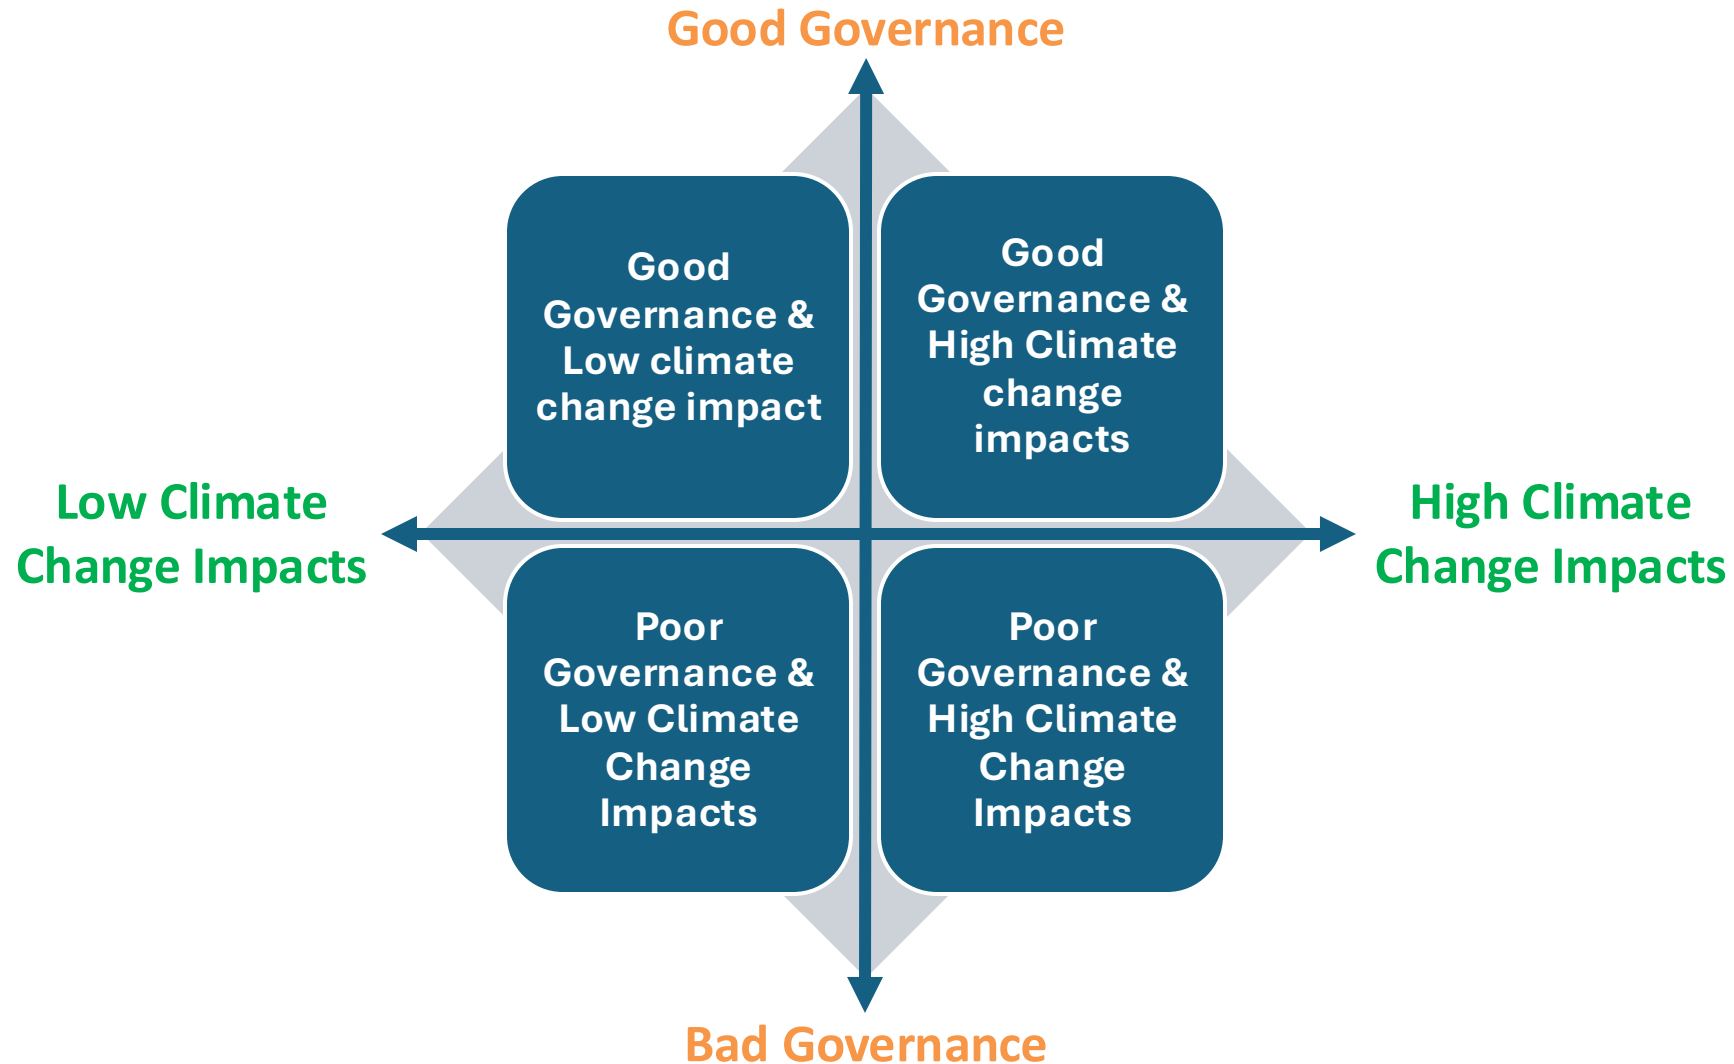 Good Governance
Good
Governance &
Low climate
change impact
Good
Governance &
High Climate
change
impacts
Low Climate
Change Impacts
High Climate
Change Impacts
Poor
Governance &
Low Climate
Change
Impacts
Poor
Governance &
High Climate
Change
Impacts
Bad Governance